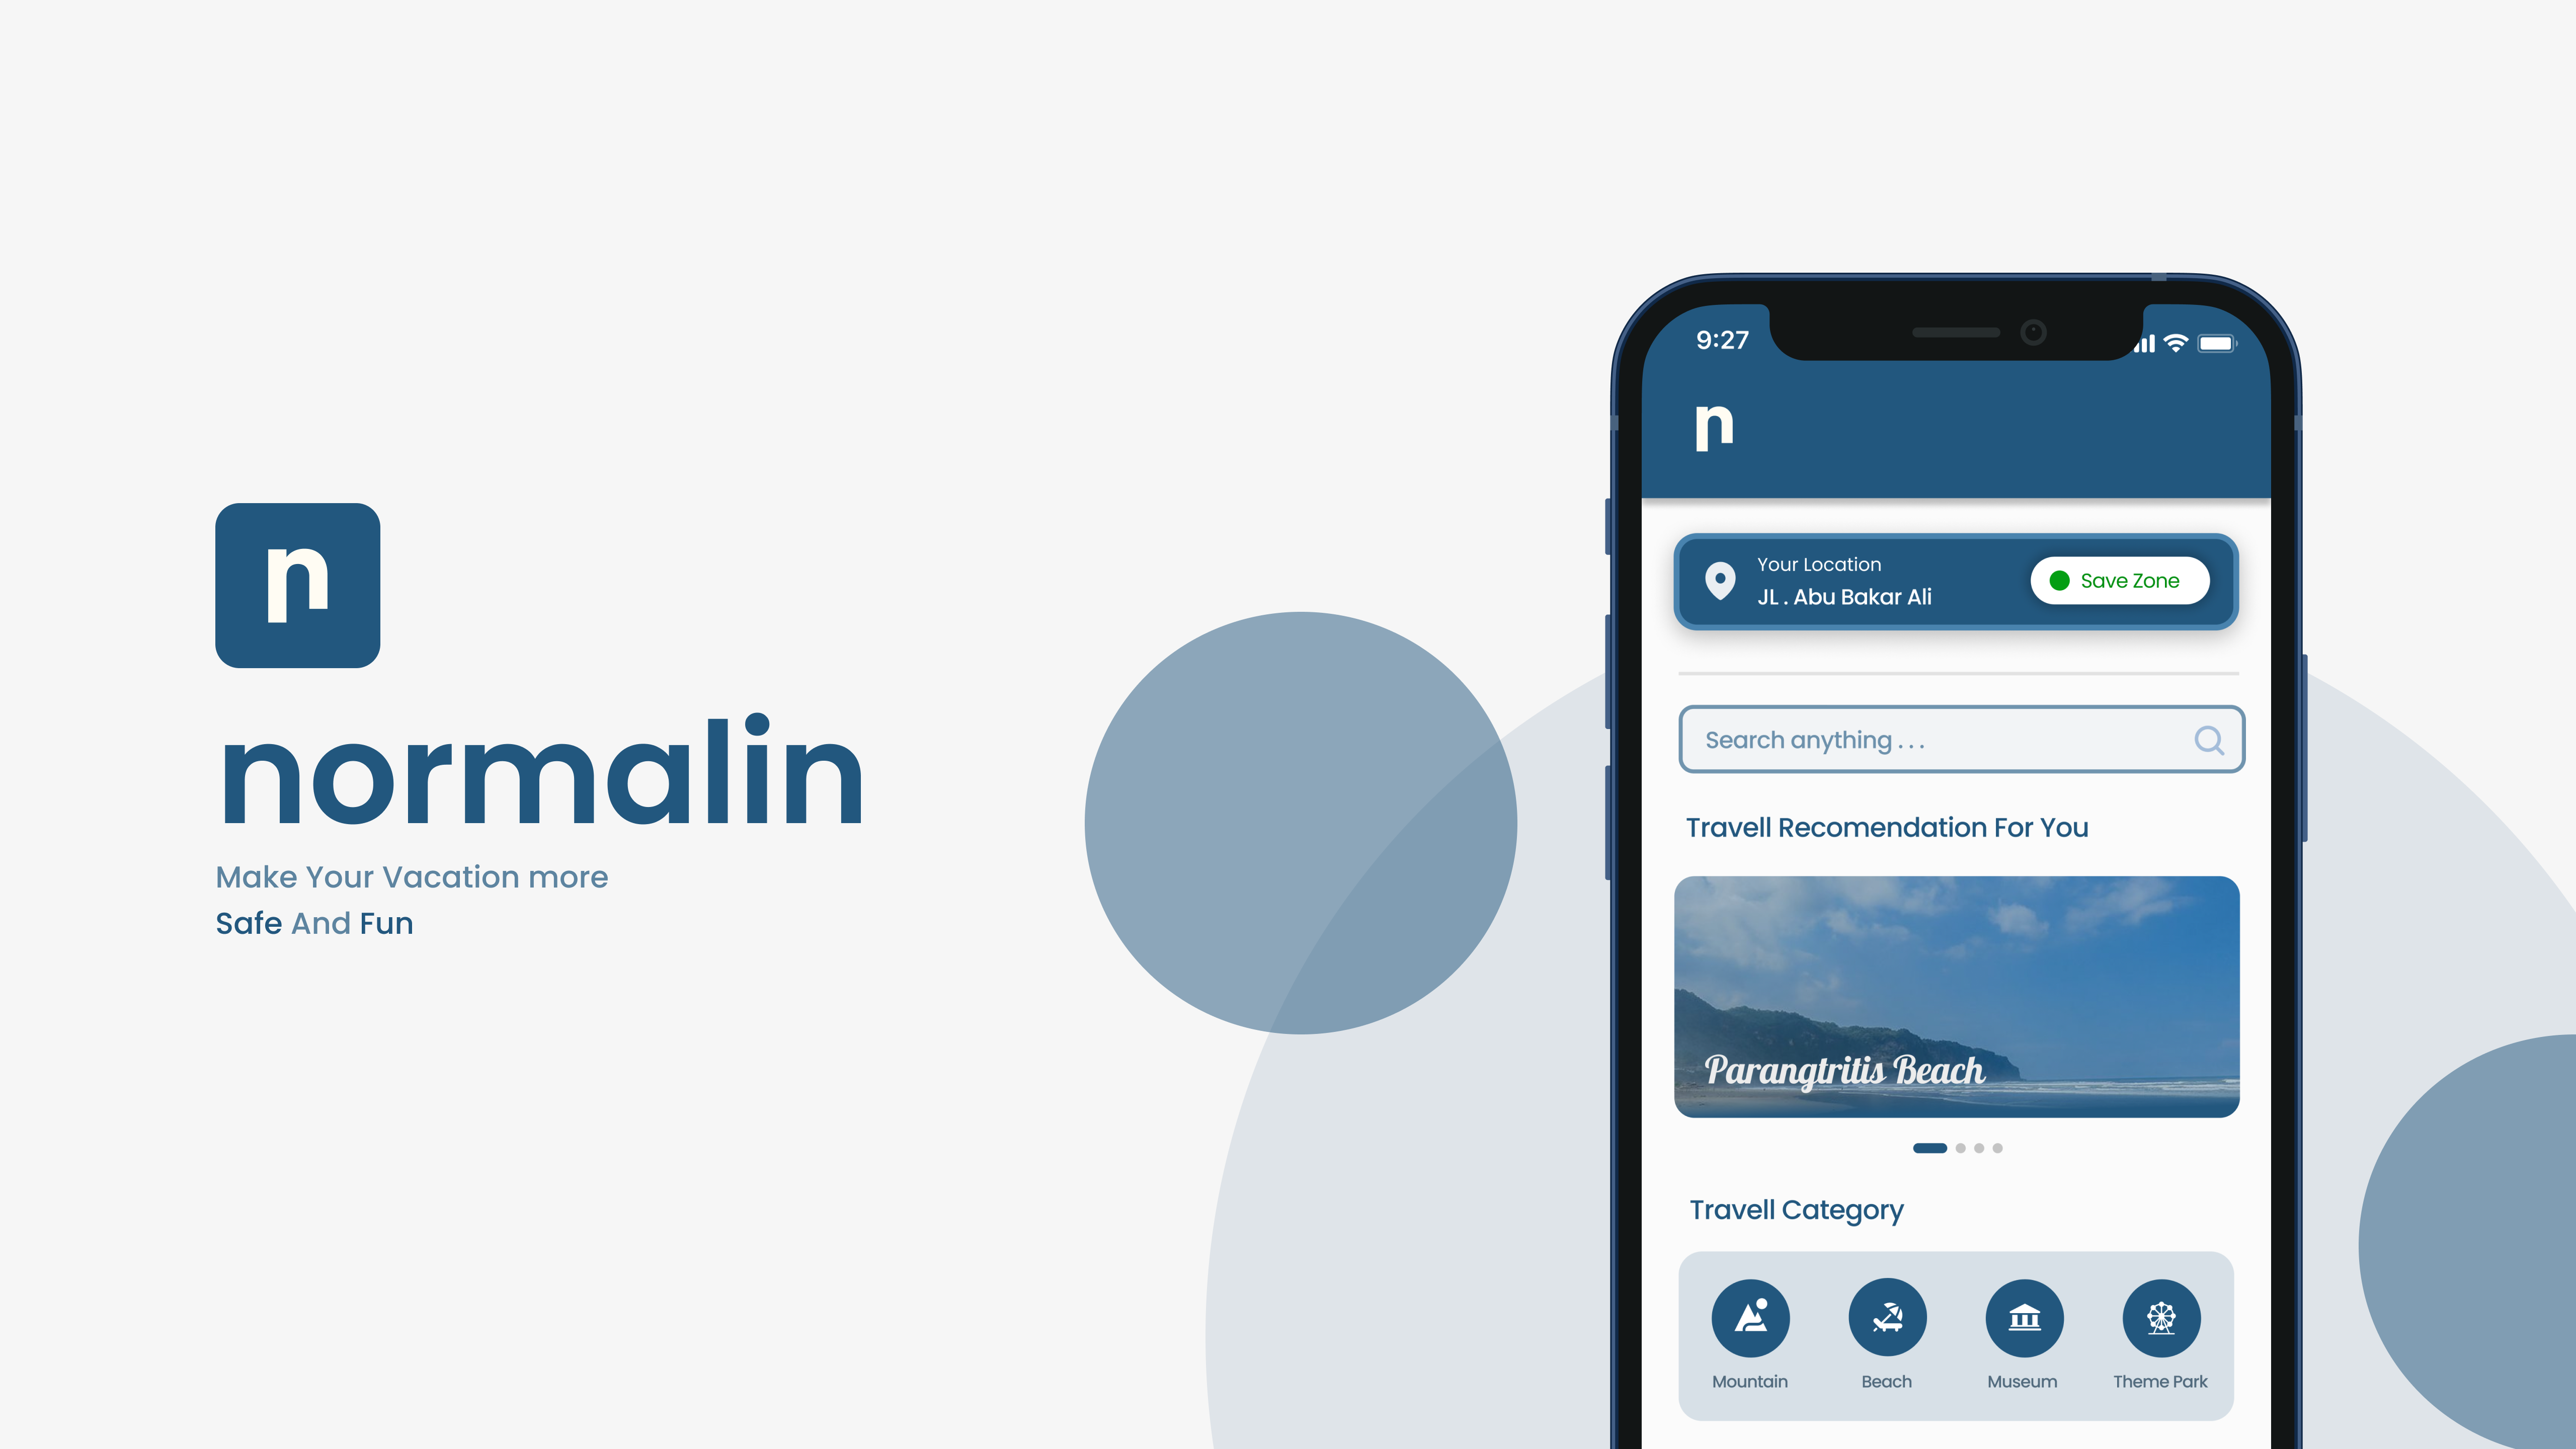 n
normalin
Make Your Vacation more
Safe And Fun
9:27
n
Your Location
JL . Abu Bakar Ali
Save Zone
Search anything . . .
Travell Recomendation For You
Parangtritis Beach
Travell Category
Mountain
Beach
Museum
Theme Park